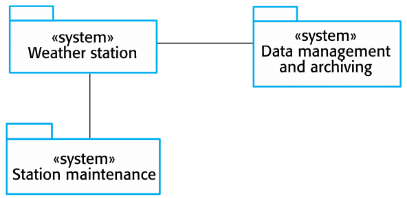 «system»
Weather station
«system»
Data management
and archiving
«system»
Station maintenance